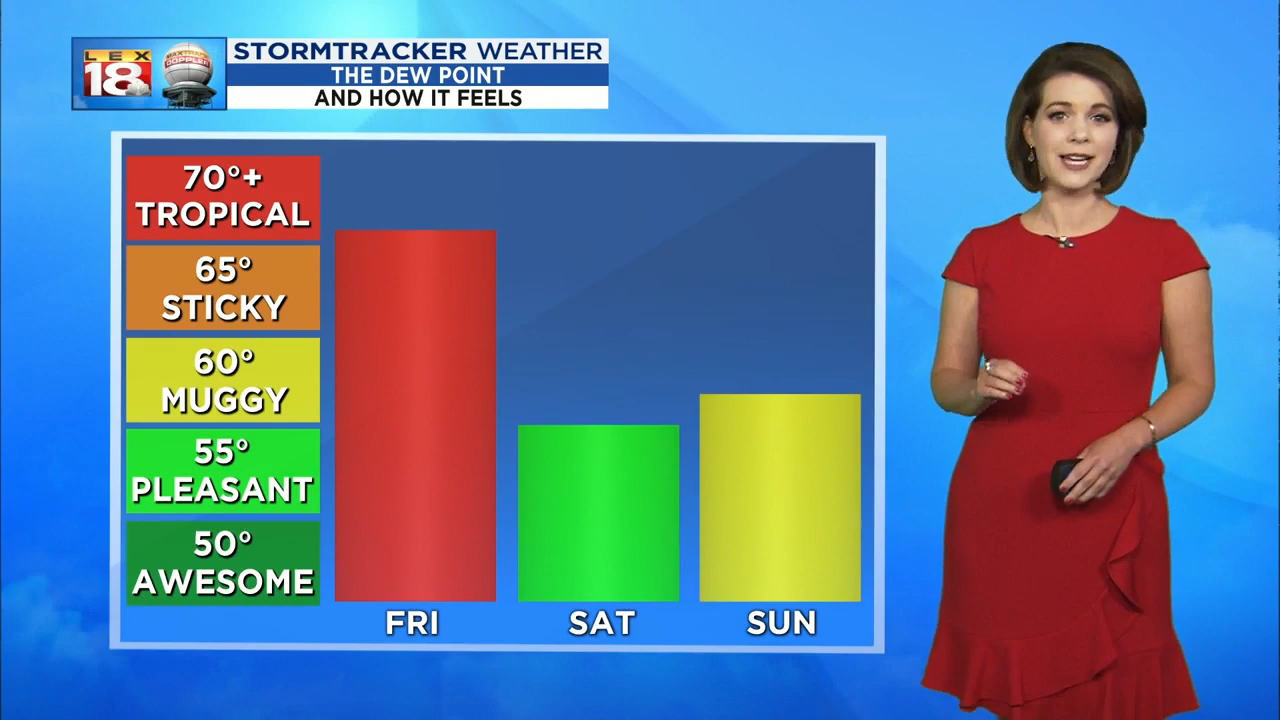 LEX
18
DOPPLER
STORMTRACKER WEATHER
THE DEW POINT
AND HOW IT FEELS
70°+
TROPICAL
65°
STICKY
60°
MUGGY
55°
PLEASANT
50°
AWESOME
FRI
SAT
SUN